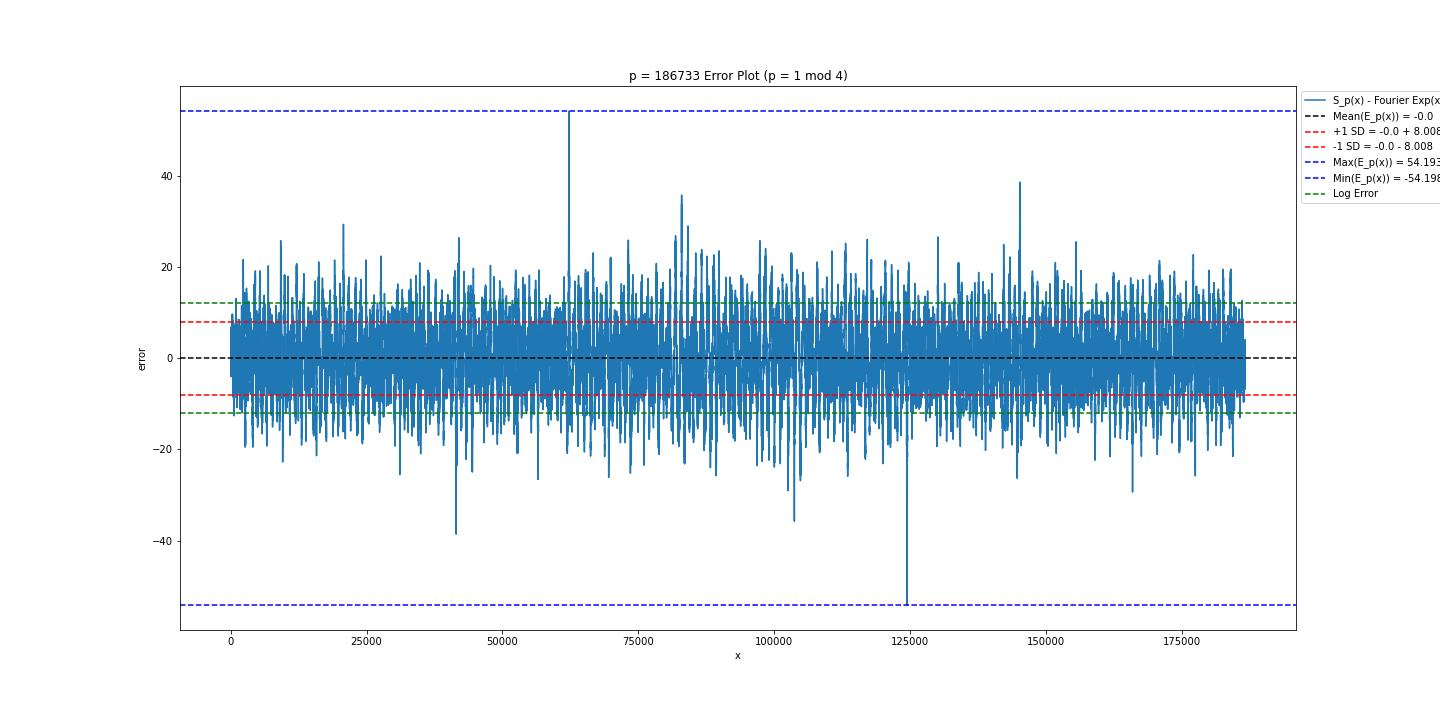 p = 186733 Error Plot (p = 1 mod 4)
S_p(x) - Fourier Exp(x
Mean(E_p(x)) = -0.0
+1 SD = -0.0 + 8.008
-1 SD = -0.0 - 8.008
Max(E_p(x)) = 54.193
Min(E_p(x)) = -54.198
Log Error
40
20
0
−20
−40
error
0 25000 50000 75000 100000 125000 150000 175000
x